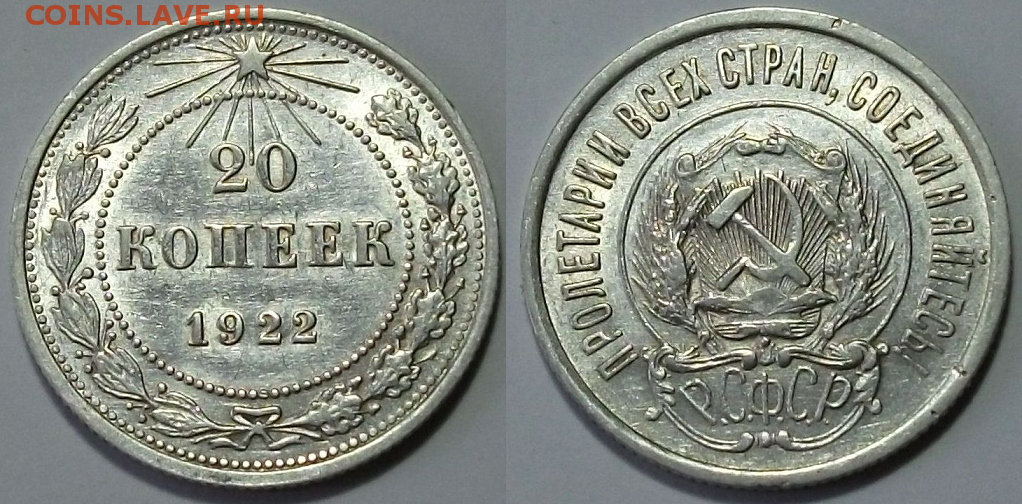 COINS.LAVE.RU
20
КОПЕЕК
1922
ПРОЛЕТАРИИ ВСЕХ СТРАН, СОЕДИНЯЙТЕСЬ!
Р.С.Ф.С.Р.